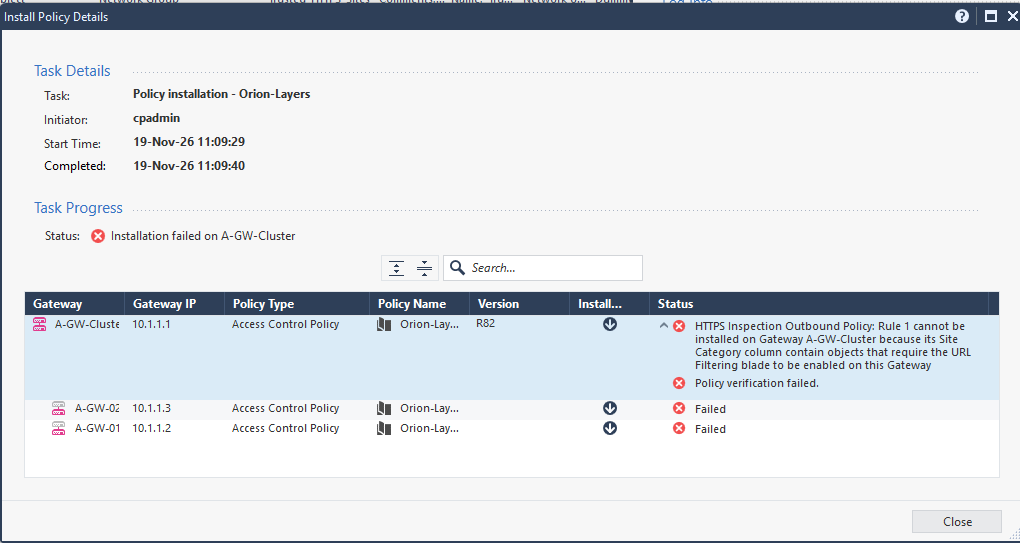 Install Policy Details
Task Details
Task: Policy installation - Orion-Layers
Initiator: cpadmin
Start Time: 19-Nov-26 11:09:29
Completed: 19-Nov-26 11:09:40
Task Progress
Status: Installation failed on A-GW-Cluster
Search...
Gateway Gateway IP Policy Type Policy Name Version Install... Status
A-GW-Cluste 10.1.1.1 Access Control Policy Orion-Lay... R82 HTTPS Inspection Outbound Policy: Rule 1 cannot be
installed on Gateway A-GW-Cluster because its Site
Category column contain objects that require the URL
Filtering blade to be enabled on this Gateway
Policy verification failed.
A-GW-02 10.1.1.3 Access Control Policy Orion-Lay... Failed
A-GW-01 10.1.1.2 Access Control Policy Orion-Lay... Failed
Close